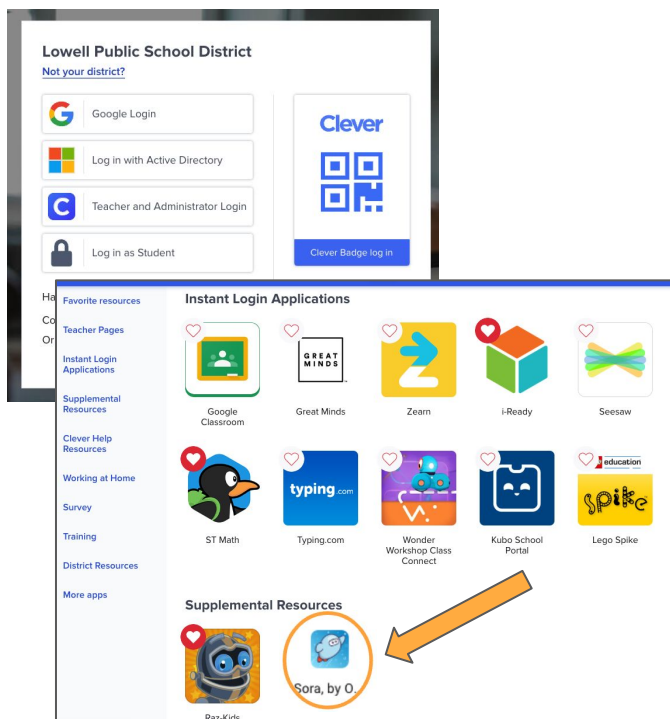 Lowell Public School District
Not your district?
Google Login
Log in with Active Directory
Teacher and Administrator Login
Log in as Student
Clever
Clever Badge log in
Ha
Co
Or
Favorite resources
Teacher Pages
Instant Login
Applications
Supplemental
Resources
Clever Help
Resources
Working at Home
Survey
Training
District Resources
More apps
Instant Login Applications
GREAT
MINDS
Google
Classroom
Great Minds
Zearn
i-Ready
Seesaw
typing.com
education
spike
ST Math
Typing.com
Wonder
Workshop Class
Connect
Kubo School
Portal
Lego Spike
Supplemental Resources
Sora, by O..
Raz-Kids